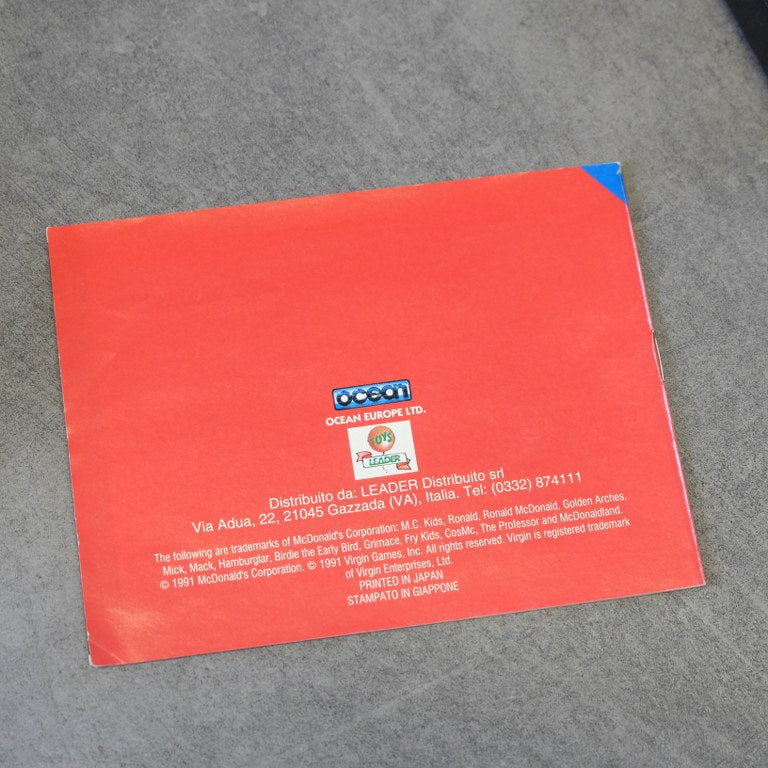 ocean
OCEAN EUROPE LTD.
TOYS
LEADER
Distribuito da: LEADER Distribuito srl
Via Adua, 22, 21045 Gazzada (VA), Italia. Tel: (0332) 874111
The following are trademarks of McDonald's Corporation: M.C. Kids, Ronald, Ronald McDonald, Golden Arches,
Mick, Mack, Hamburglar, Birdie the Early Bird, Grimace, Fry Kids, CosMc, The Professor and McDonaldland.
© 1991 McDonald's Corporation. © 1991 Virgin Games, Inc. All rights reserved. Virgin is registered trademark
of Virgin Enterprises, Ltd.
PRINTED IN JAPAN
STAMPATO IN GIAPPONE